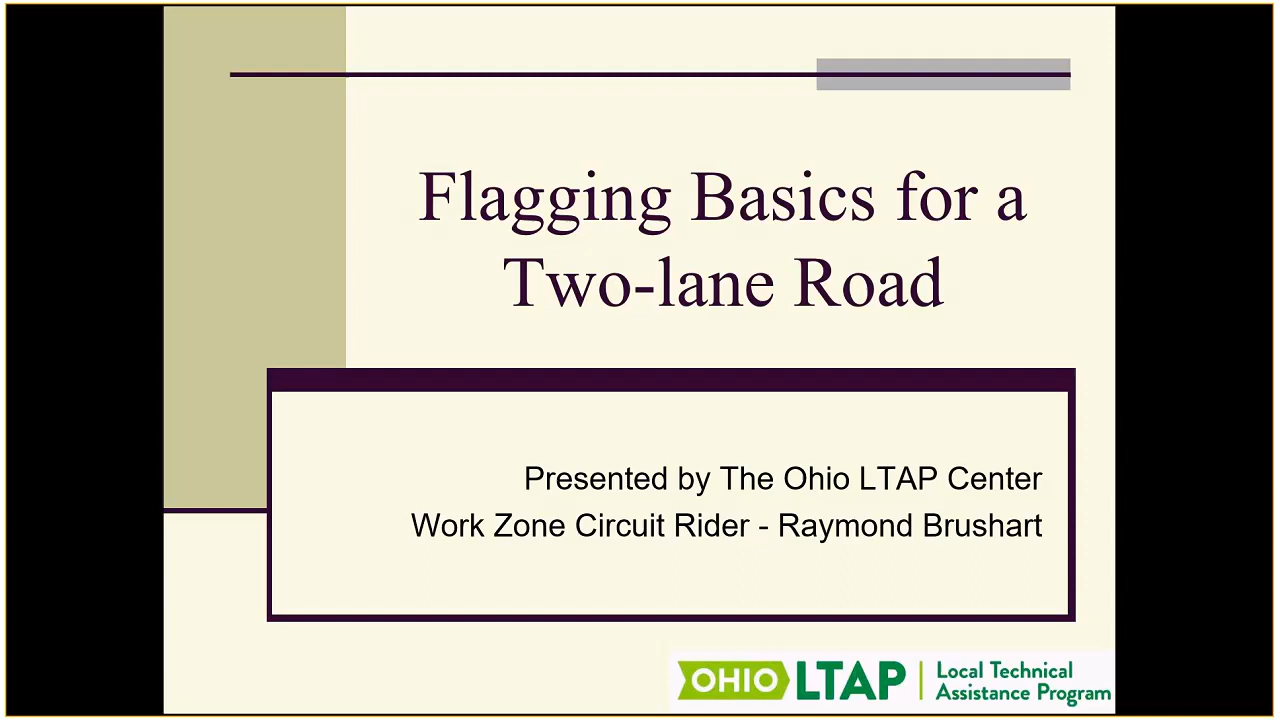 Flagging Basics for a
Two-lane Road
Presented by The Ohio LTAP Center
Work Zone Circuit Rider - Raymond Brushart
OHIO LTAP | Local Technical
Assistance Program